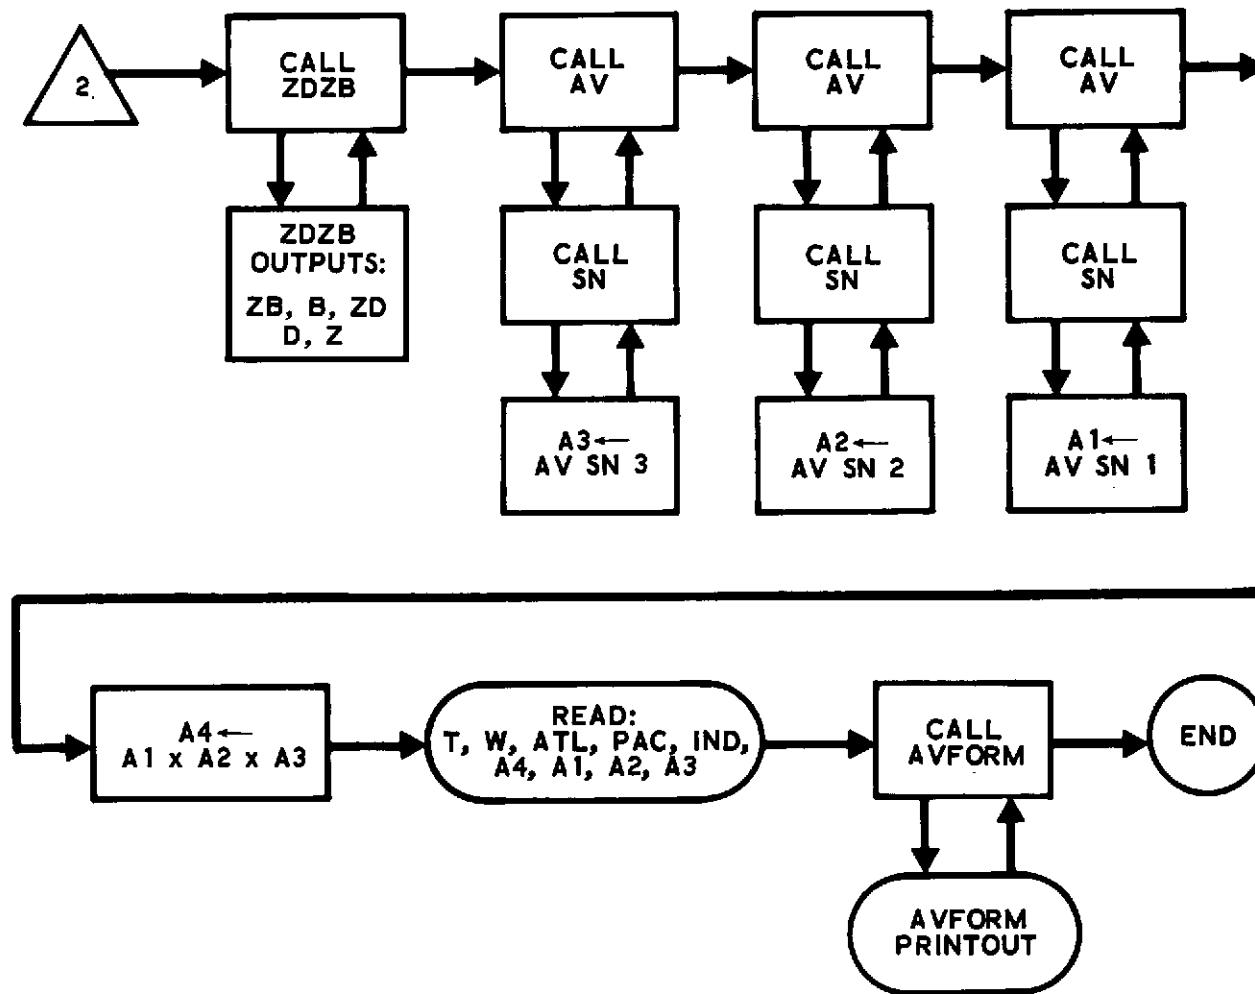 2.
CALL
ZDZB
CALL
AV
CALL
AV
CALL
AV
ZDZB
OUTPUTS:
ZB, B, ZD
D, Z
CALL
SN
CALL
SN
CALL
SN
A3←
AV SN 3
A2←
AV SN 2
A1←
AV SN 1
A4←
A1 x A2 x A3
READ:
T, W, ATL, PAC, IND,
A4, A1, A2, A3
CALL
AVFORM
END
AVFORM
PRINTOUT